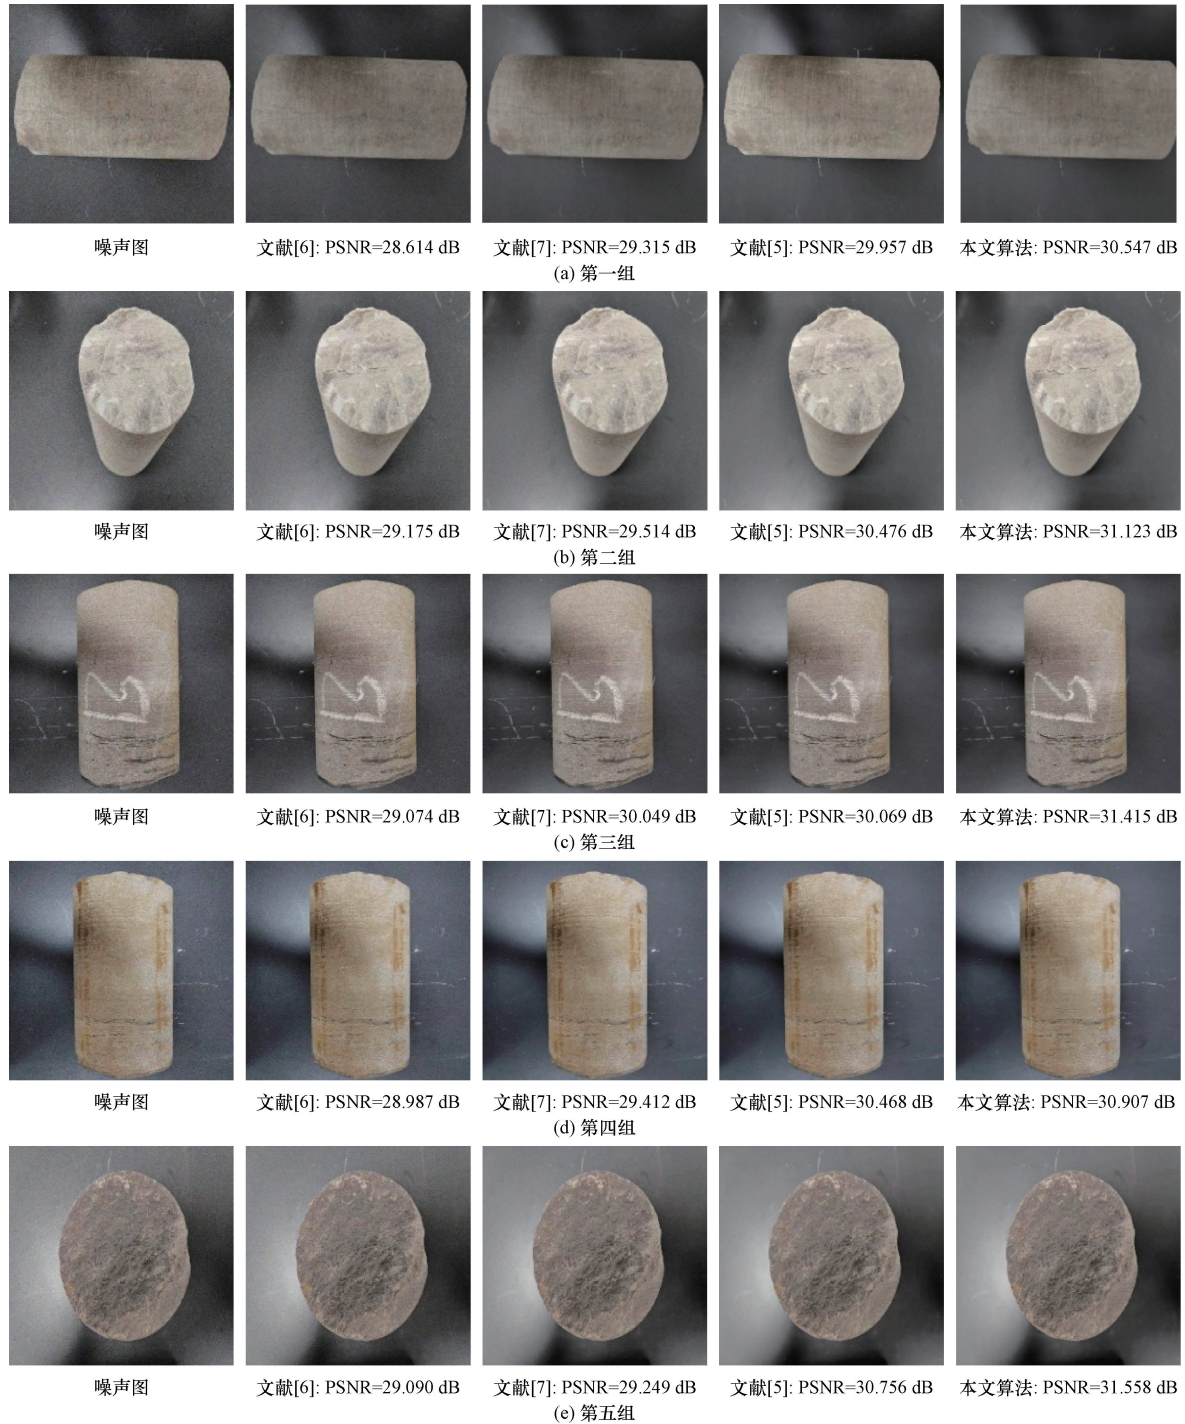 噪声图 文献[6]: PSNR=28.614 dB 文献[7]: PSNR=29.315 dB 文献[5]: PSNR=29.957 dB 本文算法: PSNR=30.547 dB
(a) 第一组
噪声图 文献[6]: PSNR=29.175 dB 文献[7]: PSNR=29.514 dB 文献[5]: PSNR=30.476 dB 本文算法: PSNR=31.123 dB
(b) 第二组
噪声图 文献[6]: PSNR=29.074 dB 文献[7]: PSNR=30.049 dB 文献[5]: PSNR=30.069 dB 本文算法: PSNR=31.415 dB
(c) 第三组
噪声图 文献[6]: PSNR=28.987 dB 文献[7]: PSNR=29.412 dB 文献[5]: PSNR=30.468 dB 本文算法: PSNR=30.907 dB
(d) 第四组
噪声图 文献[6]: PSNR=29.090 dB 文献[7]: PSNR=29.249 dB 文献[5]: PSNR=30.756 dB 本文算法: PSNR=31.558 dB
(e) 第五组